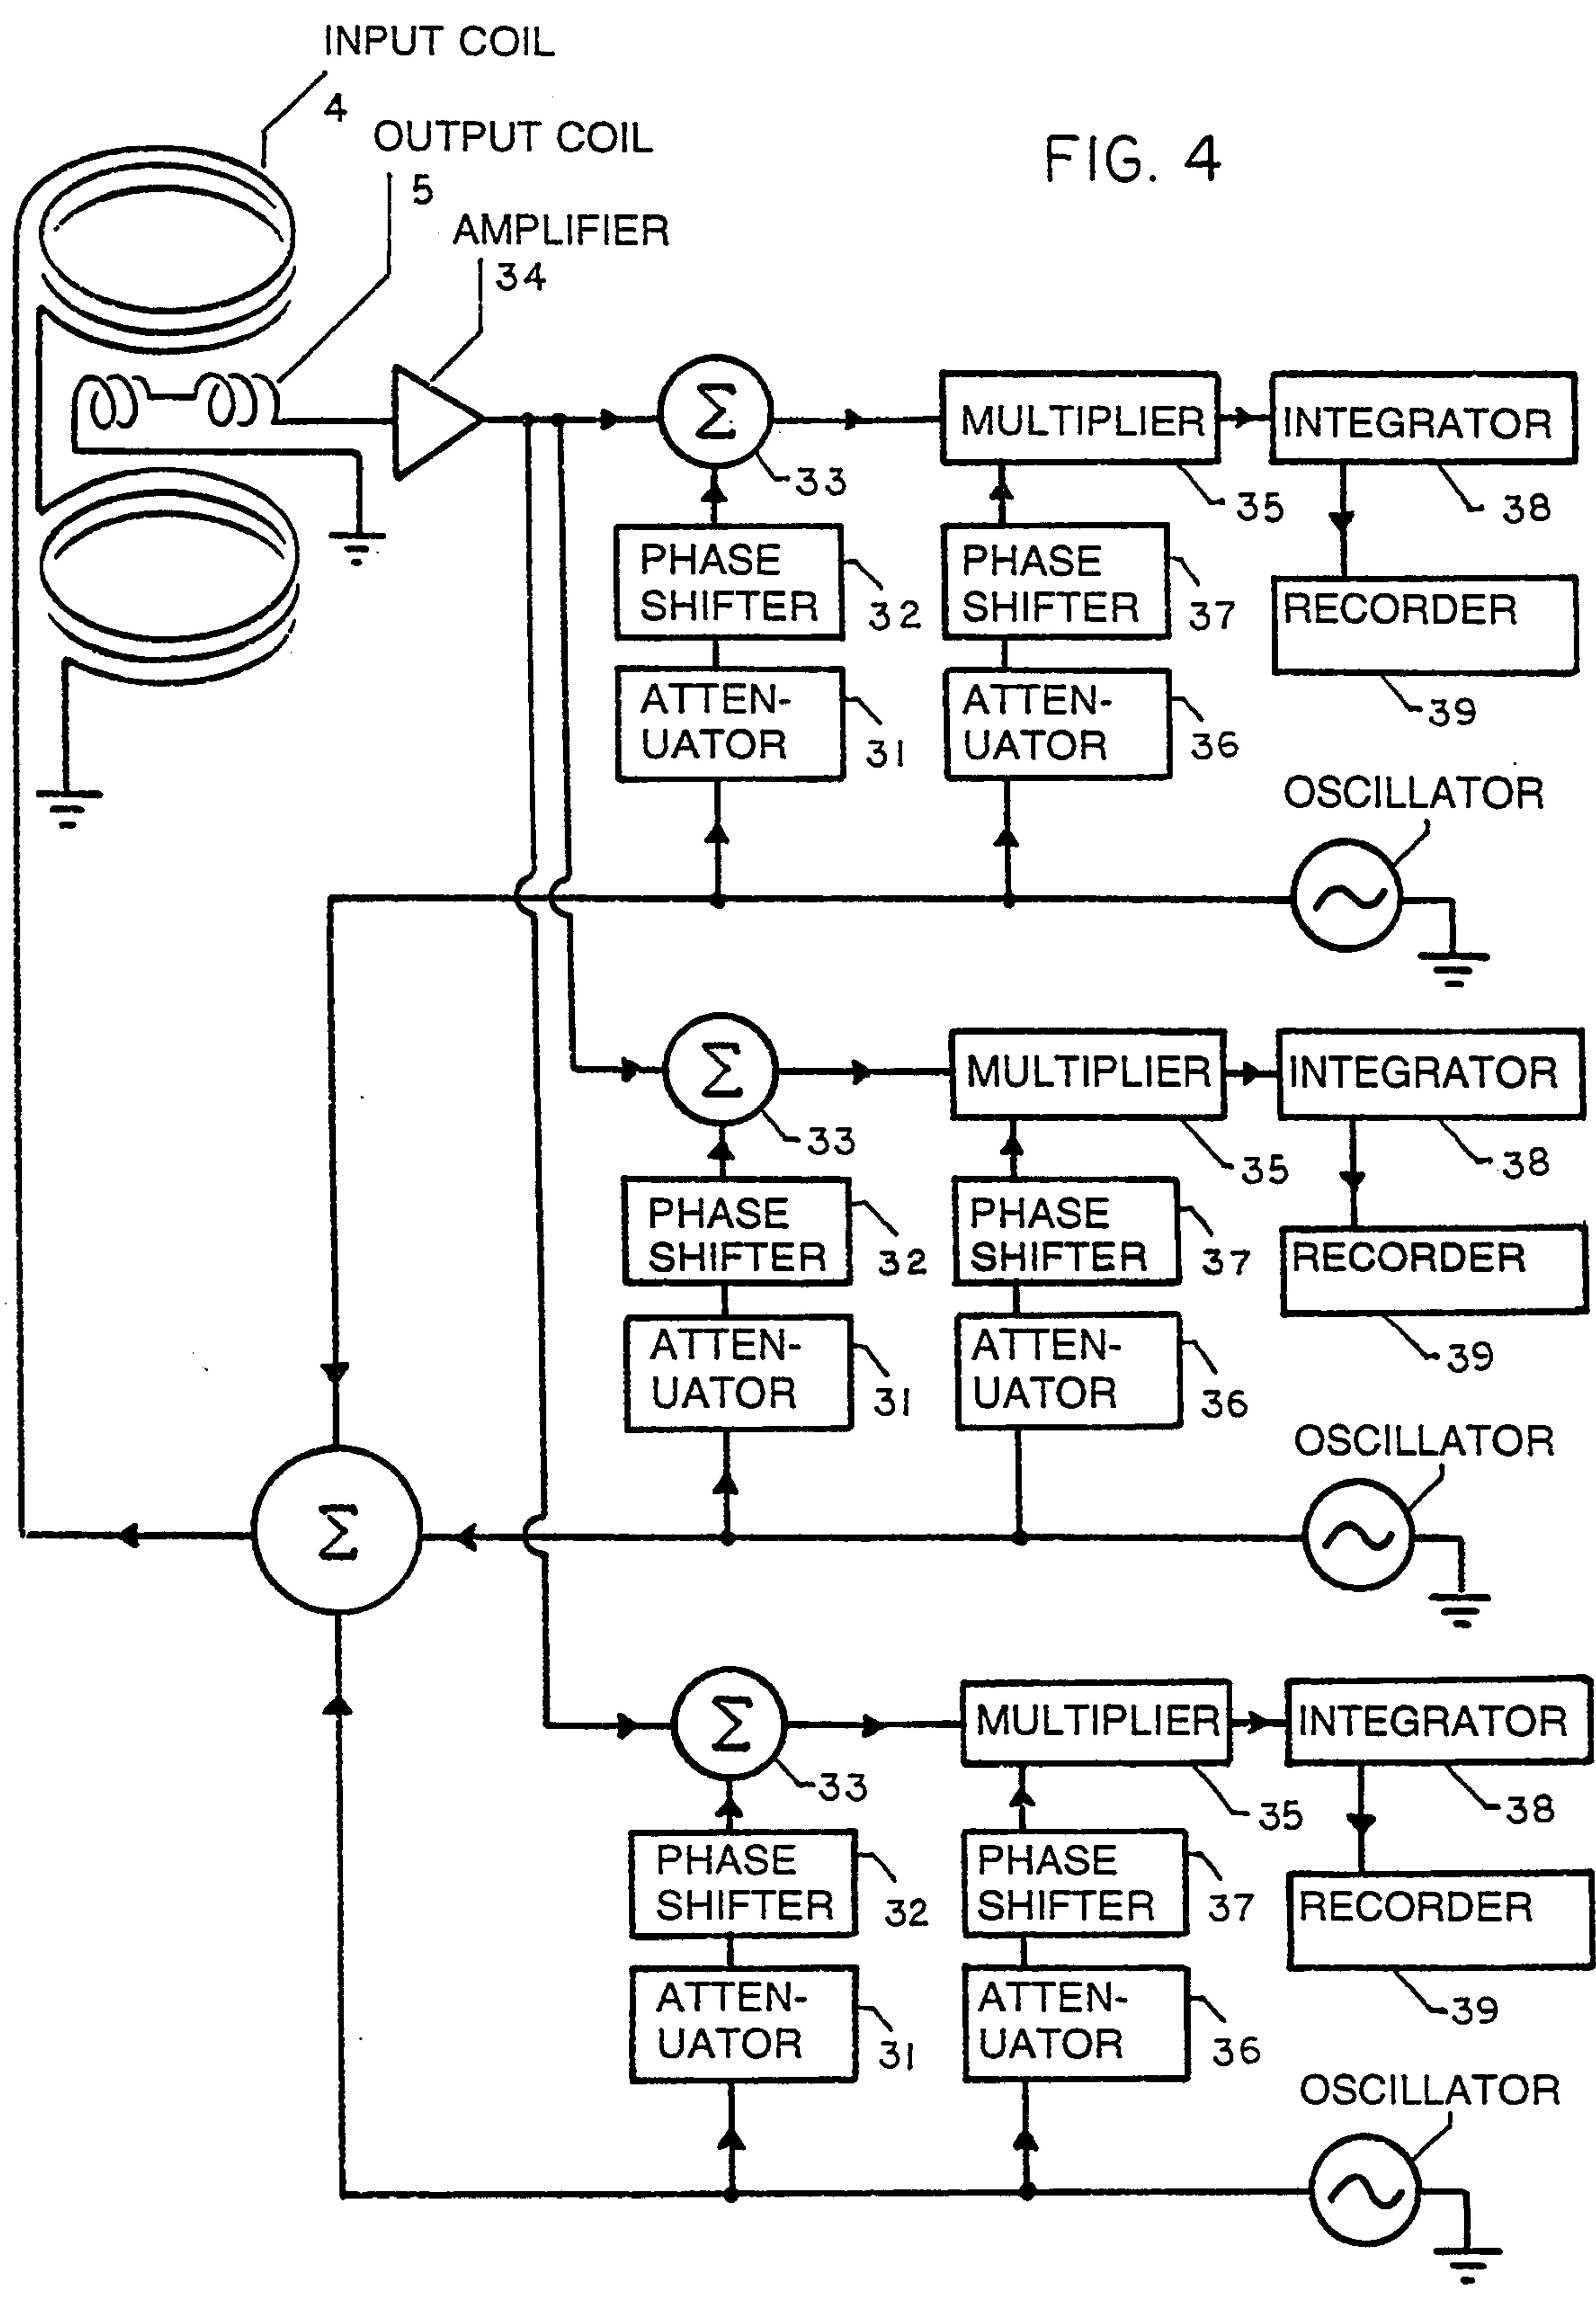 INPUT COIL
4
OUTPUT COIL
5
FIG. 4
AMPLIFIER
34
Σ
MULTIPLIER
INTEGRATOR
33
35
38
PHASE
SHIFTER
32
PHASE
SHIFTER
37
RECORDER
ATTEN-
UATOR
31
ATTEN-
UATOR
36
39
OSCILLATOR
Σ
MULTIPLIER
INTEGRATOR
33
35
38
PHASE
SHIFTER
32
PHASE
SHIFTER
37
RECORDER
ATTEN-
UATOR
31
ATTEN-
UATOR
36
39
OSCILLATOR
Σ
Σ
MULTIPLIER
INTEGRATOR
33
35
38
PHASE
SHIFTER
32
PHASE
SHIFTER
37
RECORDER
ATTEN-
UATOR
31
ATTEN-
UATOR
36
39
OSCILLATOR